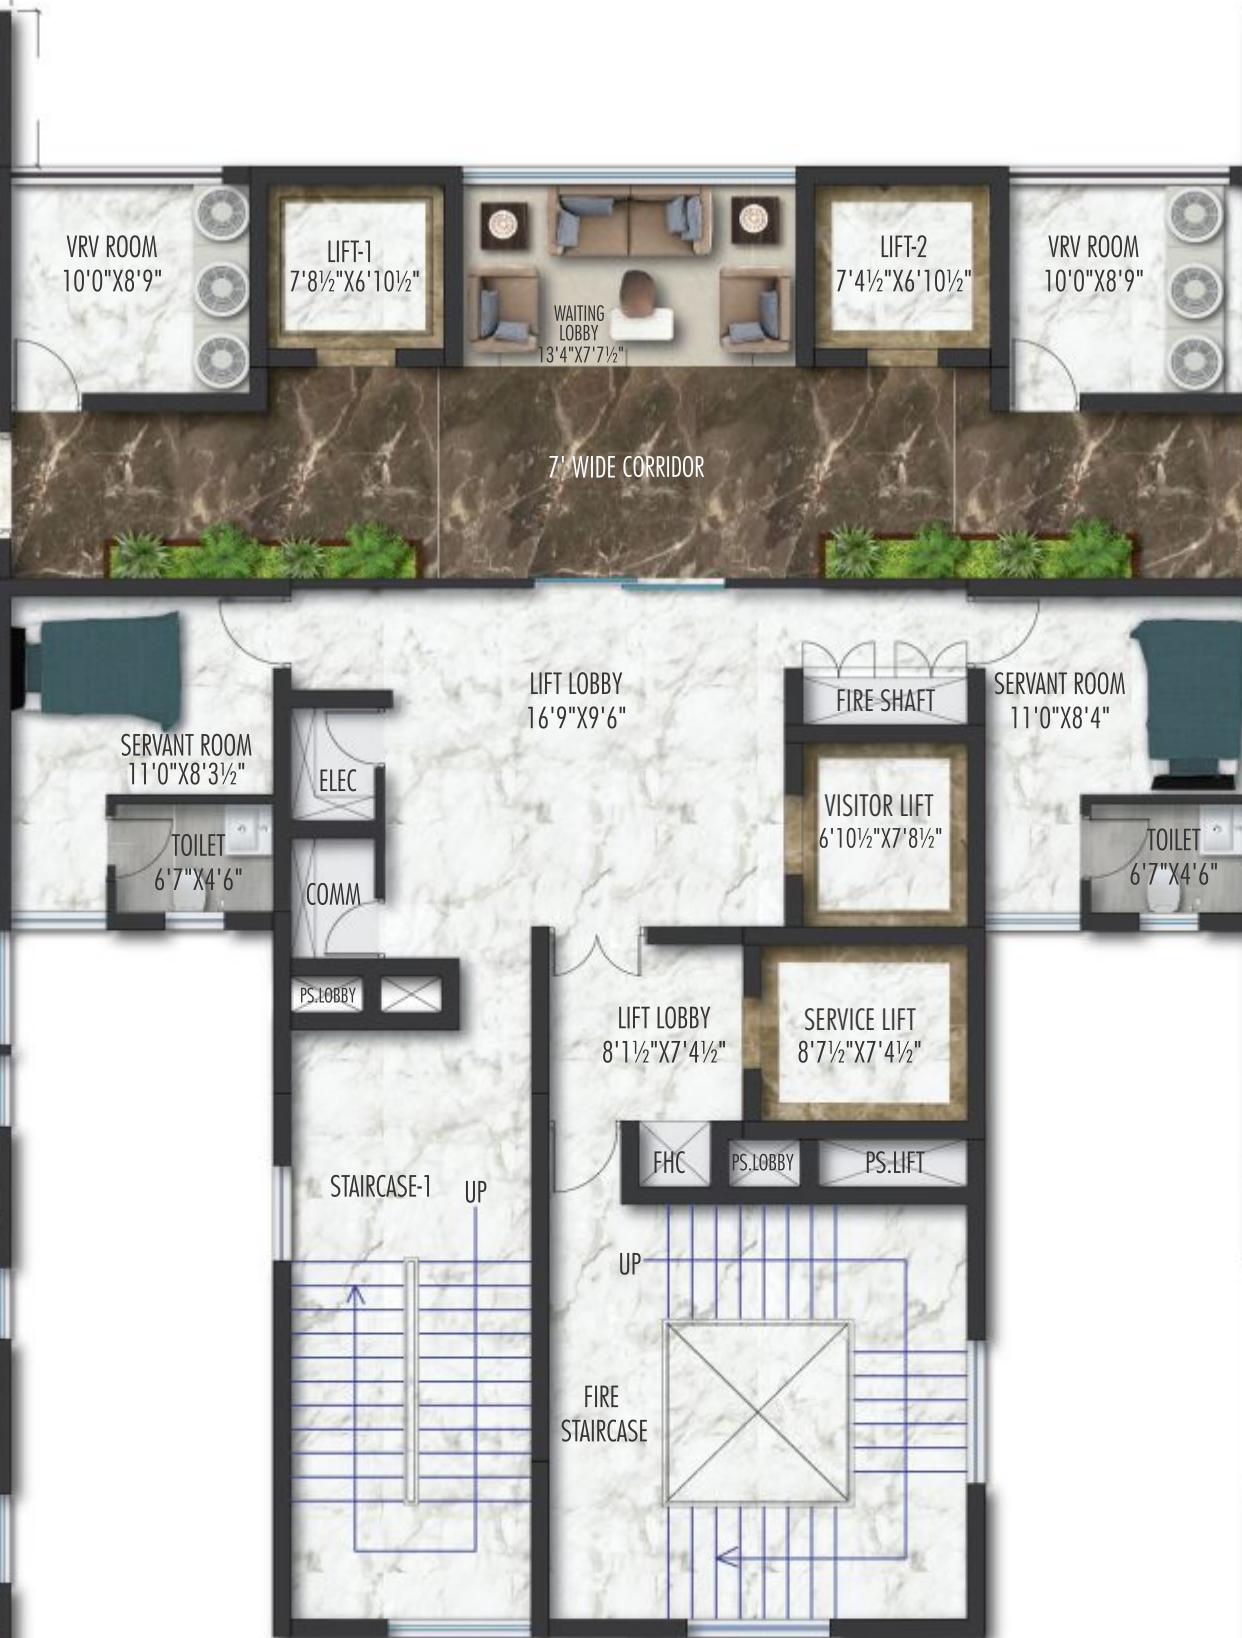 VRV ROOM
10'0"X8'9"
LIFT-1
7'8½"X6'10½"
WAITING
LOBBY
13'4"X7'7½"
LIFT-2
7'4½"X6'10½"
VRV ROOM
10'0"X8'9"
7' WIDE CORRIDOR
LIFT LOBBY
16'9"X9'6"
FIRE SHAFT
SERVANT ROOM
11'0"X8'4"
SERVANT ROOM
11'0"X8'3½"
ELEC
VISITOR LIFT
6'10½"X7'8½"
TOILET
6'7"X4'6"
TOILET
6'7"X4'6"
COMM
PS.LOBBY
LIFT LOBBY
8'1½"X7'4½"
SERVICE LIFT
8'7½"X7'4½"
FHC
PS.LOBBY
PS.LIFT
STAIRCASE-1
UP
UP
FIRE
STAIRCASE